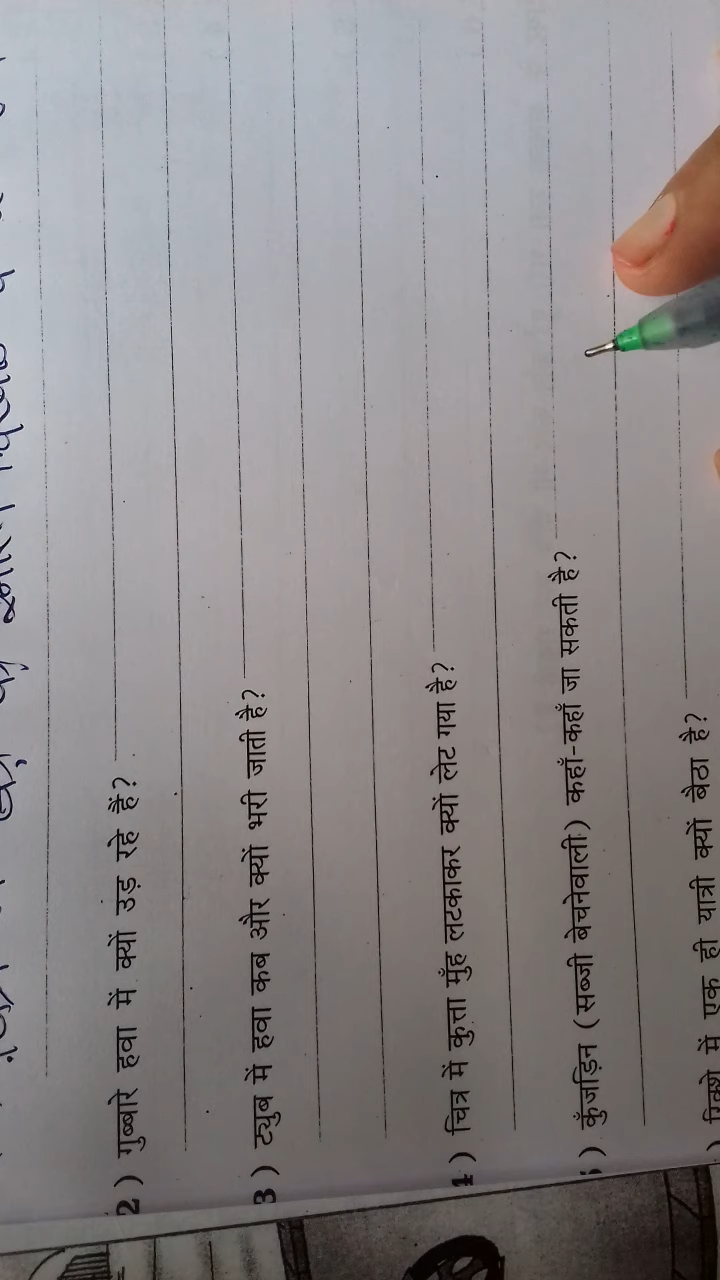 2) गुब्बारे हवा में क्यों उड़ रहे हैं?
3) ट्युब में हवा कब और क्यों भरी जाती है?
4) चित्र में कुत्ता मुँह लटकाकर क्यों लेट गया है?
) कुँजड़िन (सब्जी बेचनेवाली) कहाँ-कहाँ जा सकती है?
) रिक्शे में एक ही यात्री क्यों बैठा है?